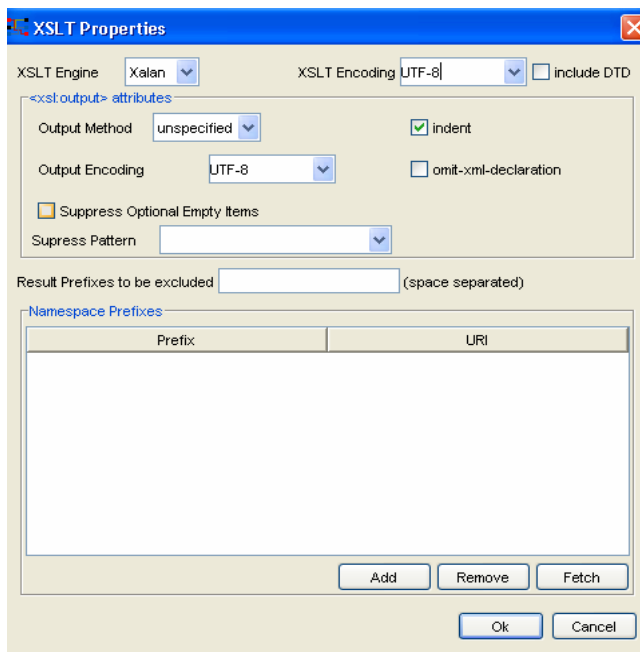 XSLT Properties
XSLT Engine Xalan XSLT Encoding UTF-8 include DTD
<xsl:output> attributes
Output Method unspecified indent
Output Encoding UTF-8 omit-xml-declaration
Suppress Optional Empty Items
Supress Pattern
Result Prefixes to be excluded (space separated)
Namespace Prefixes
Prefix URI
Add Remove Fetch
Ok Cancel